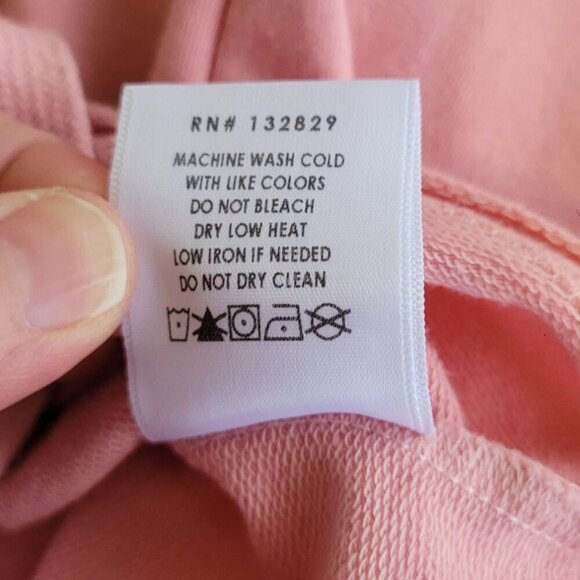 RN# 132829
MACHINE WASH COLD
WITH LIKE COLORS
DO NOT BLEACH
DRY LOW HEAT
LOW IRON IF NEEDED
DO NOT DRY CLEAN